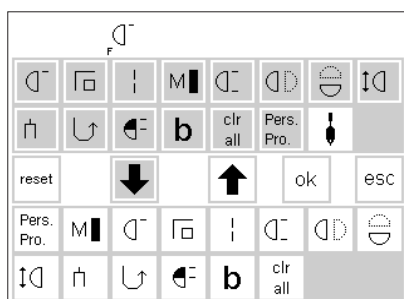 F
M
b clr all Pers. Pro.
reset ok esc
Pers. Pro. M
b clr all